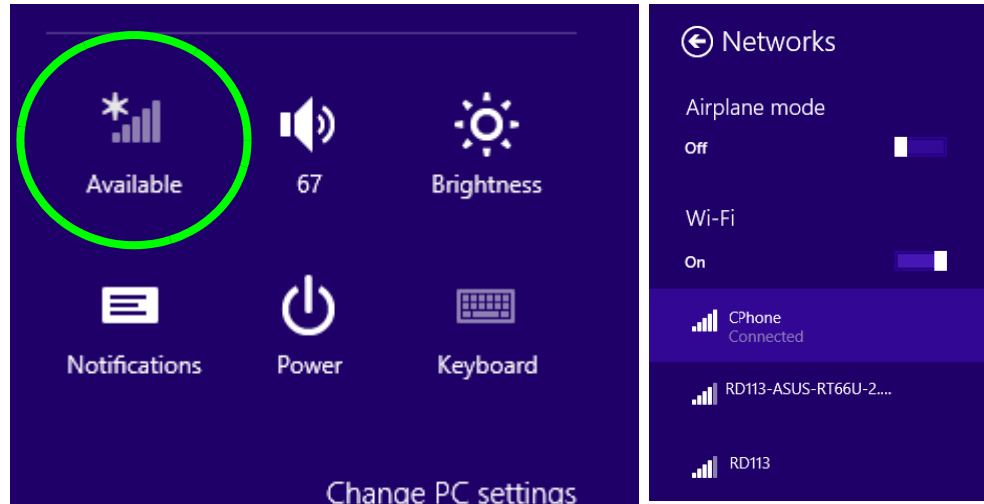 Available
67
Brightness
Notifications
Power
Keyboard
Change PC settings
Networks
Airplane mode
Off
Wi-Fi
On
CPhone
Connected
RD113-ASUS-RT66U-2....
RD113